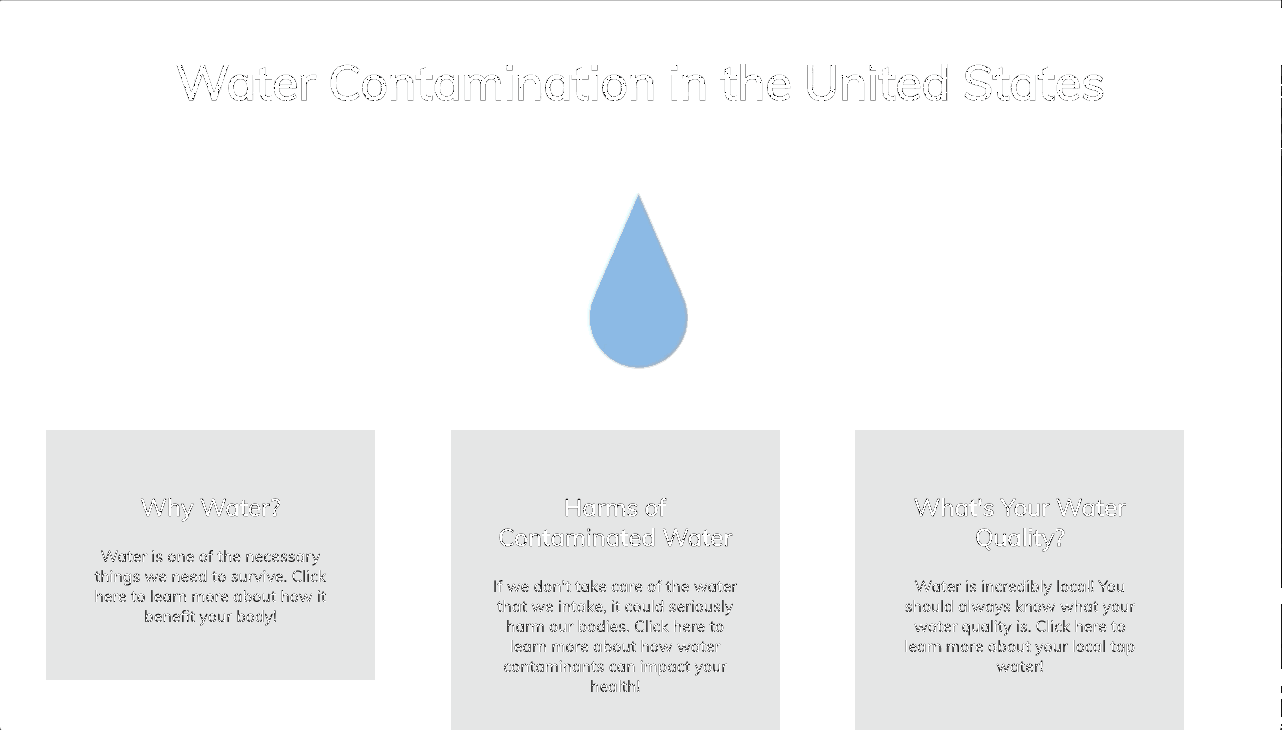 Water Contamination in the United States
Why Water?
Water is one of the necessary
things we need to survive. Click
here to learn more about how it
benefit your body!
Harms of
Contaminated Water
If we don't take care of the water
that we intake, it could seriously
harm our bodies. Click here to
learn more about how water
contaminants can impact your
health!
What's Your Water
Quality?
Water is incredibly local! You
should always know what your
water quality is. Click here to
learn more about your local tap
water!